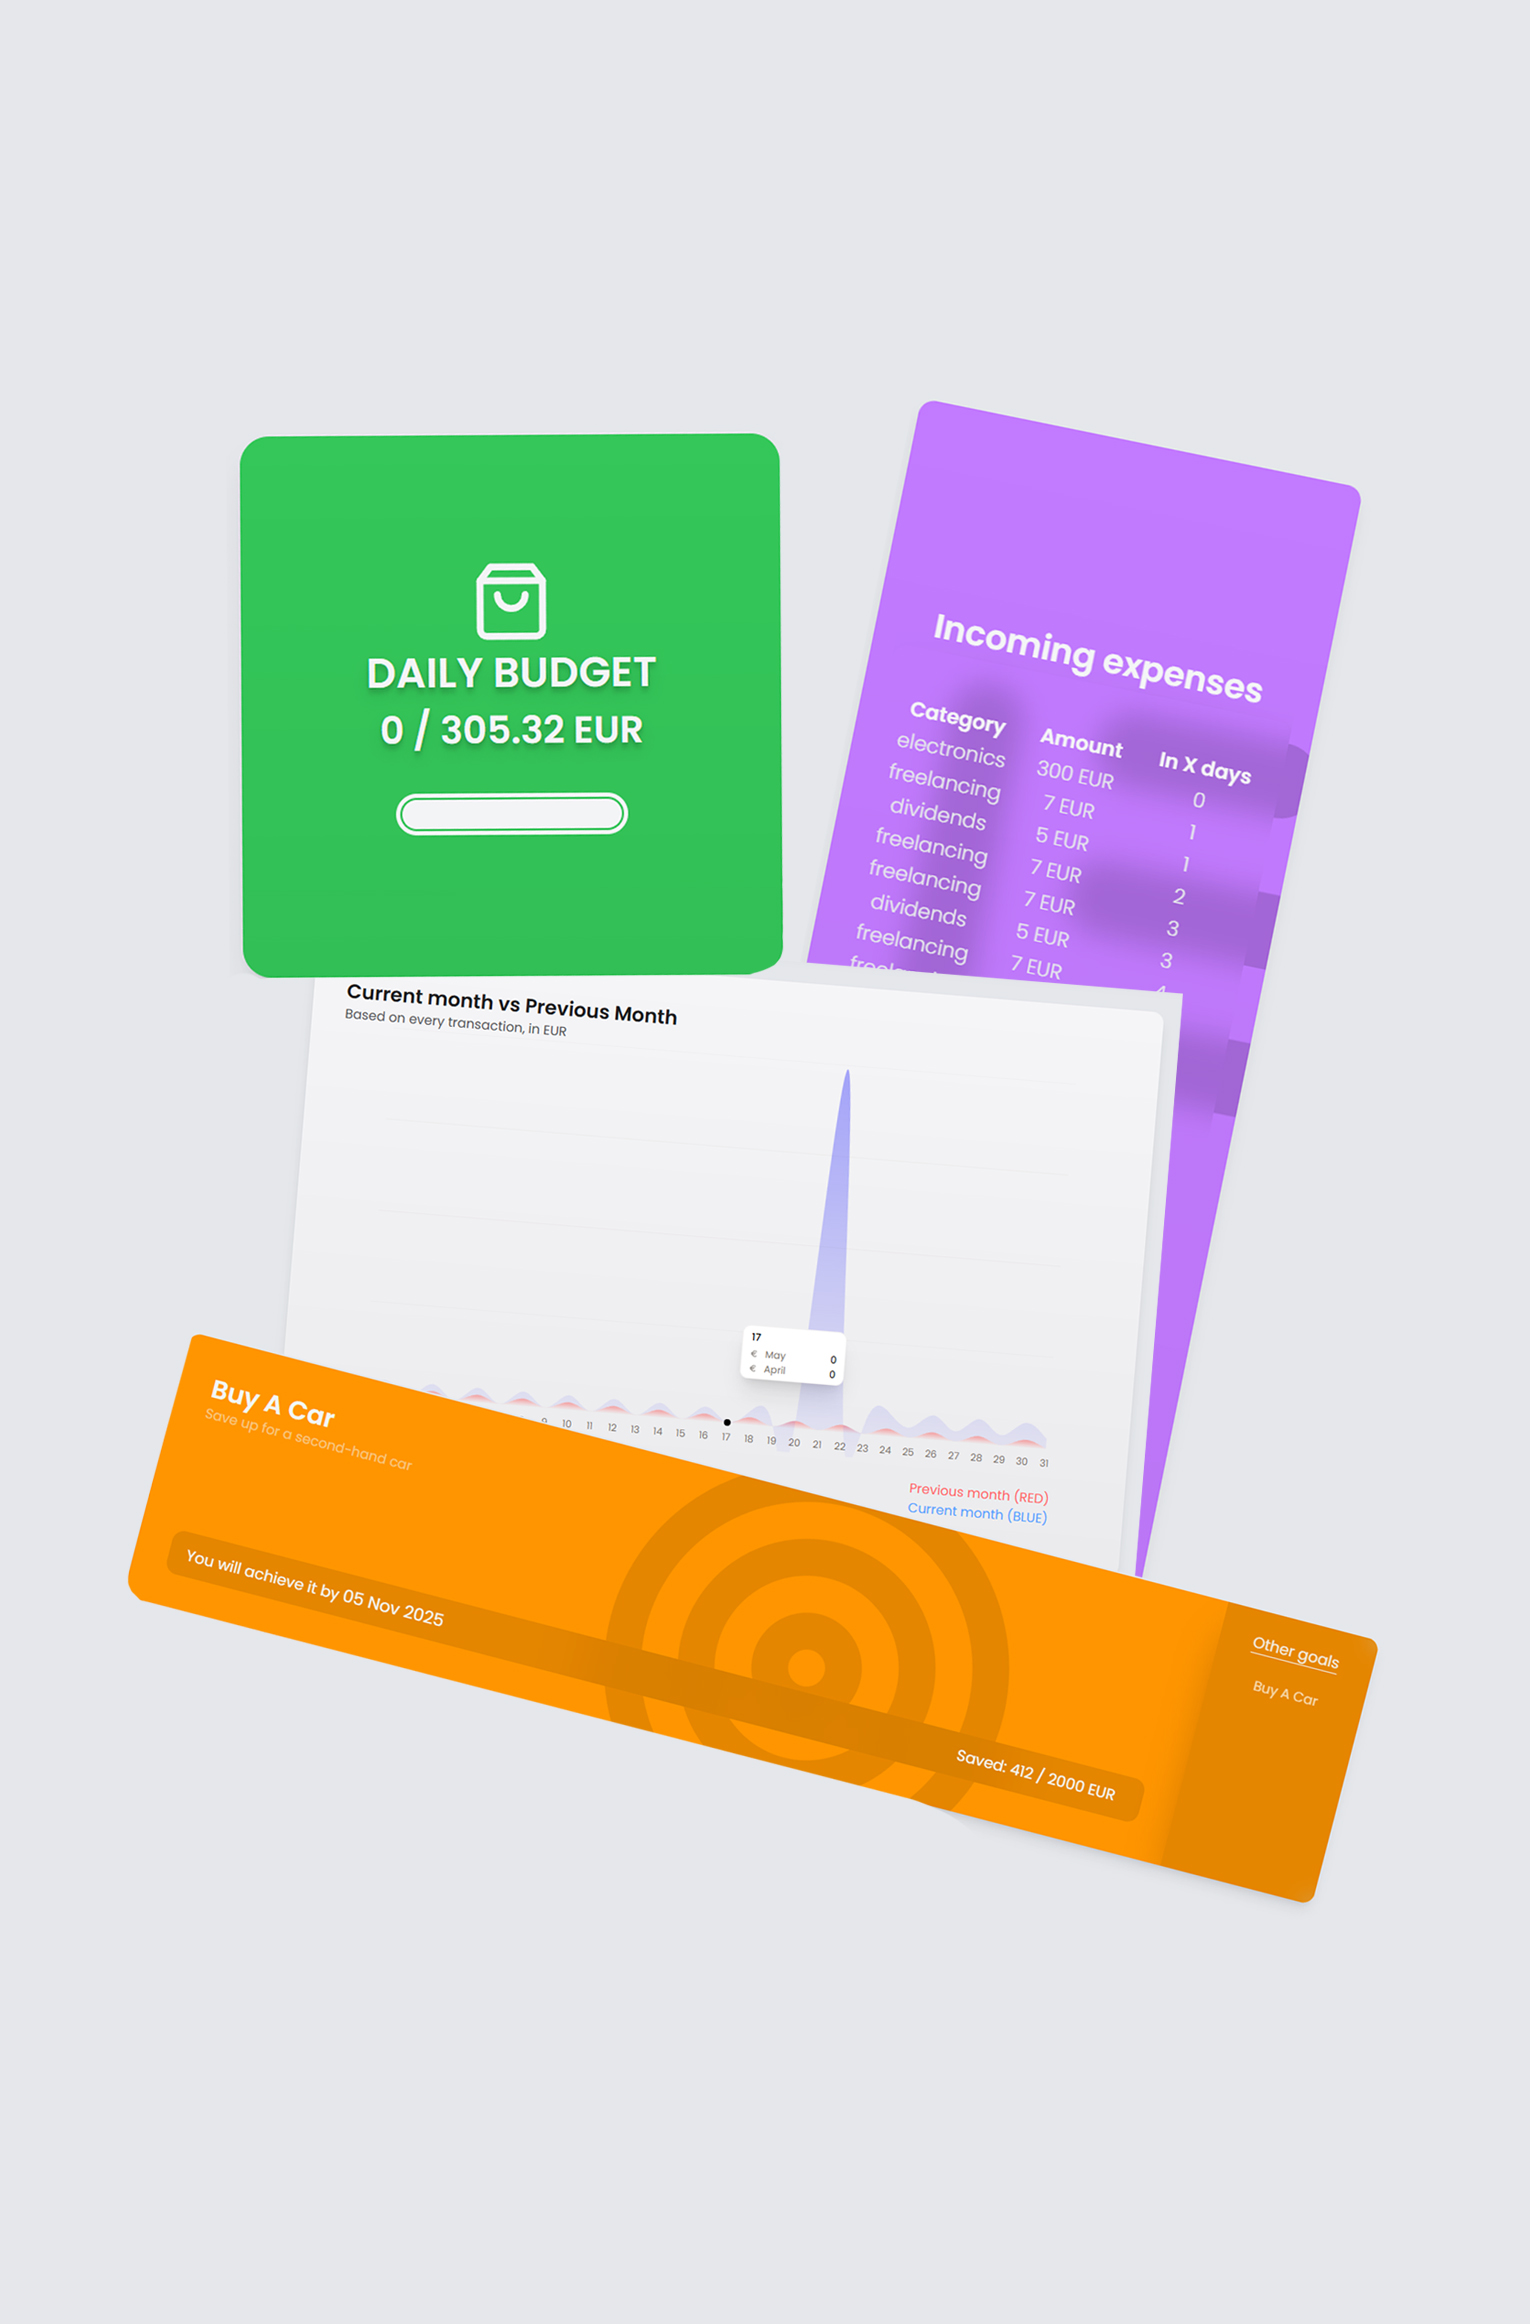 DAILY BUDGET
0 / 305.32 EUR
Incoming expenses
Category Amount In X days
electronics 300 EUR 0
freelancing 7 EUR 1
dividends 5 EUR 1
freelancing 7 EUR 2
freelancing 7 EUR 3
dividends 5 EUR 3
freelancing 7 EUR 4
Current month vs Previous Month
Based on every transaction, in EUR
17
€ May 0
€ April 0
9 10 11 12 13 14 15 16 17 18 19 20 21 22 23 24 25 26 27 28 29 30 31
Previous month (RED)
Current month (BLUE)
Buy A Car
Save up for a second-hand car
You will achieve it by 05 Nov 2025
Saved: 412 / 2000 EUR
Other goals
Buy A Car